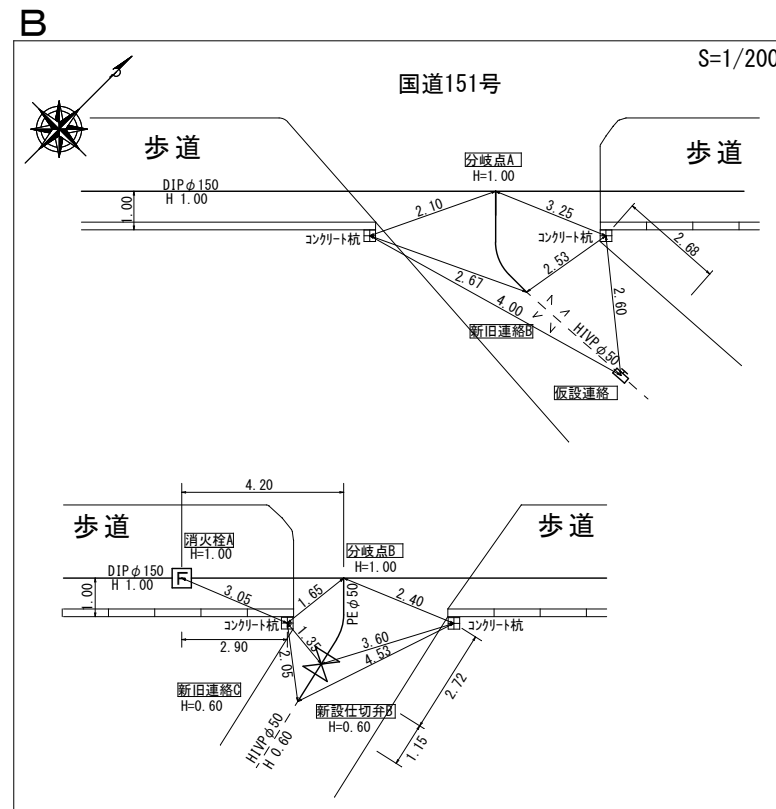 B
S=1/200
国道151号
歩道
歩道
分岐点A
H=1.00
DIPφ150
H 1.00
1.00
2.10
3.25
コンクリート杭
コンクリート杭
2.68
2.53
2.67
4.00
2.60
新旧連絡B
HIVPφ50
仮設連絡
4.20
歩道
歩道
消火栓A
H=1.00
分岐点B
H=1.00
DIPφ150
H 1.00
F
1.00
3.05
1.65
PEφ50
2.40
コンクリート杭
コンクリート杭
1.35
3.60
2.90
2.05
4.53
新旧連絡C
H=0.60
新設仕切弁B
H=0.60
2.72
HIVPφ50
H 0.60
1.15